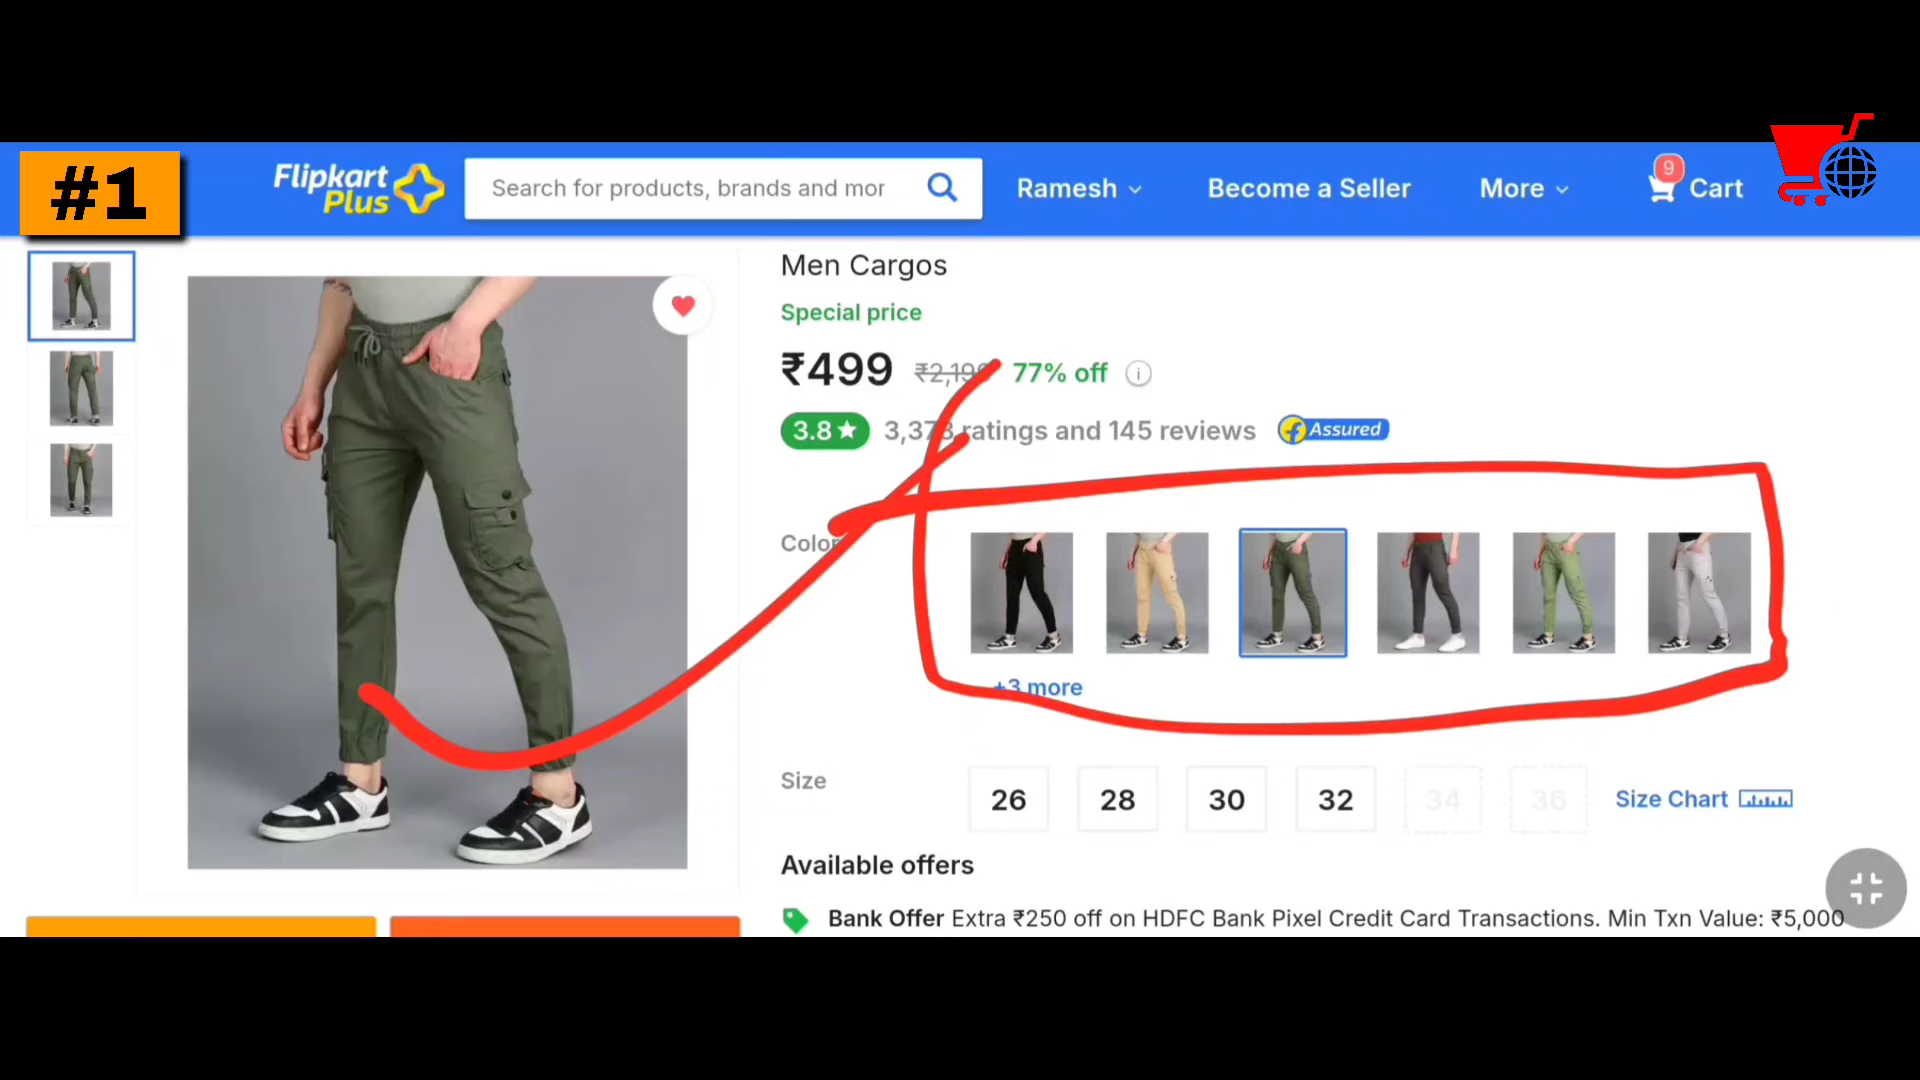 #1
Flipkart
Plus
Search for products, brands and mor
Ramesh
Become a Seller
More
9
Cart
Men Cargos
Special price
₹499 77% off
3.8 ★ ratings and 145 reviews Assured
Color
+3 more
Size
26 28 30 32 34 36 Size Chart
Available offers
Bank Offer Extra ₹250 off on HDFC Bank Pixel Credit Card Transactions. Min Txn Value: ₹5,000